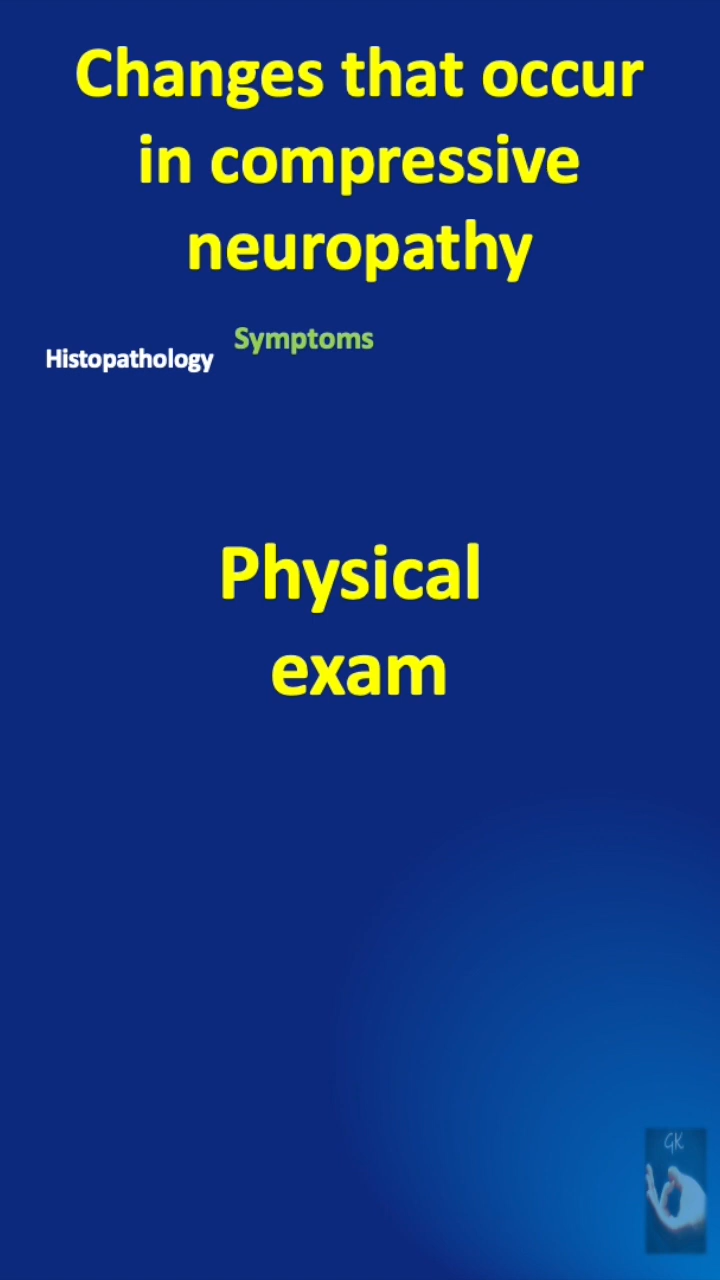 Changes that occur
in compressive
neuropathy
Symptoms
Histopathology
Physical
exam
GK